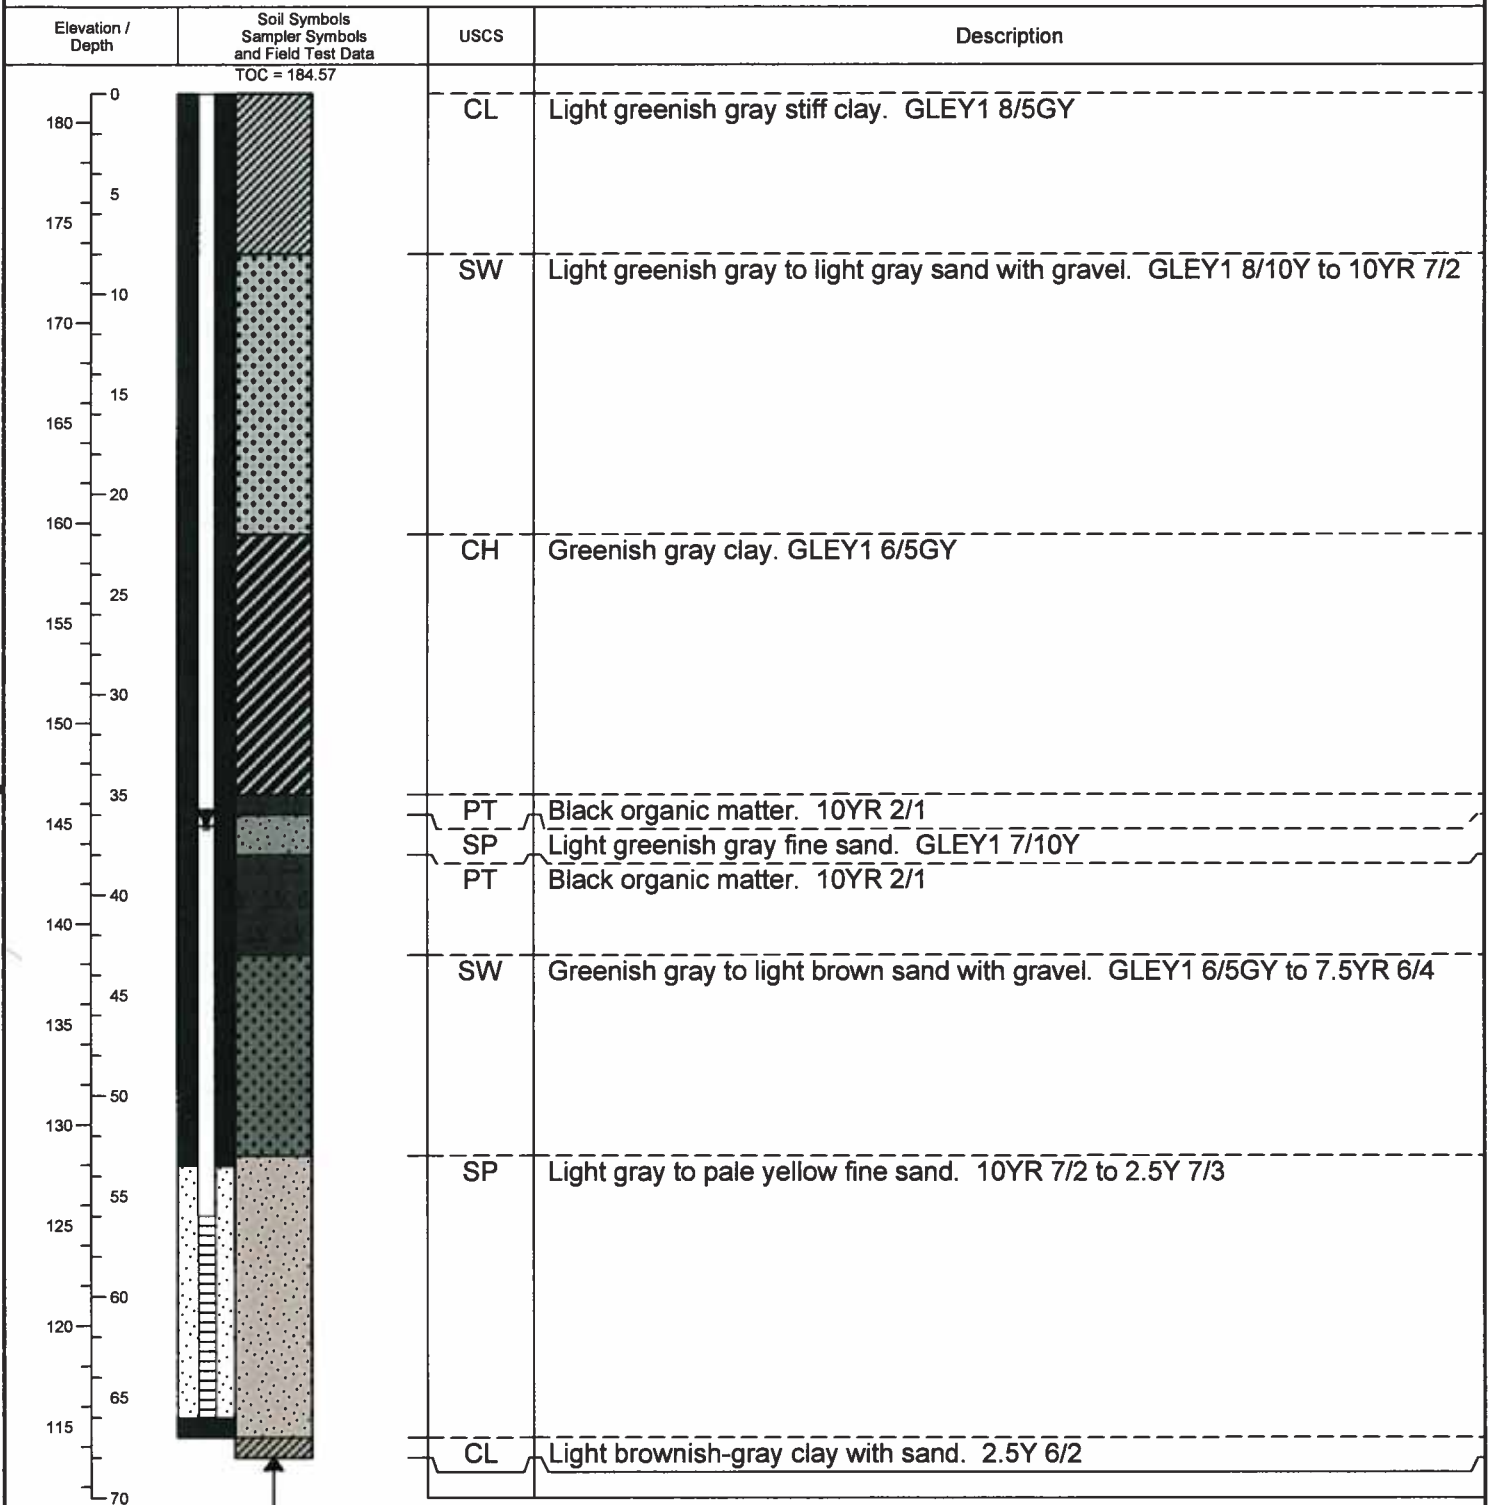 Elevation /
Depth
Soil Symbols
Sampler Symbols
and Field Test Data
USCS
Description
TOC = 184.57
0
180
5
175
10
170
15
165
20
160
25
155
30
150
35
145
40
140
45
135
50
130
55
125
60
120
65
115
70
CL Light greenish gray stiff clay. GLEY1 8/5GY
SW Light greenish gray to light gray sand with gravel. GLEY1 8/10Y to 10YR 7/2
CH Greenish gray clay. GLEY1 6/5GY
PT Black organic matter. 10YR 2/1
SP Light greenish gray fine sand. GLEY1 7/10Y
PT Black organic matter. 10YR 2/1
SW Greenish gray to light brown sand with gravel. GLEY1 6/5GY to 7.5YR 6/4
SP Light gray to pale yellow fine sand. 10YR 7/2 to 2.5Y 7/3
CL Light brownish-gray clay with sand. 2.5Y 6/2